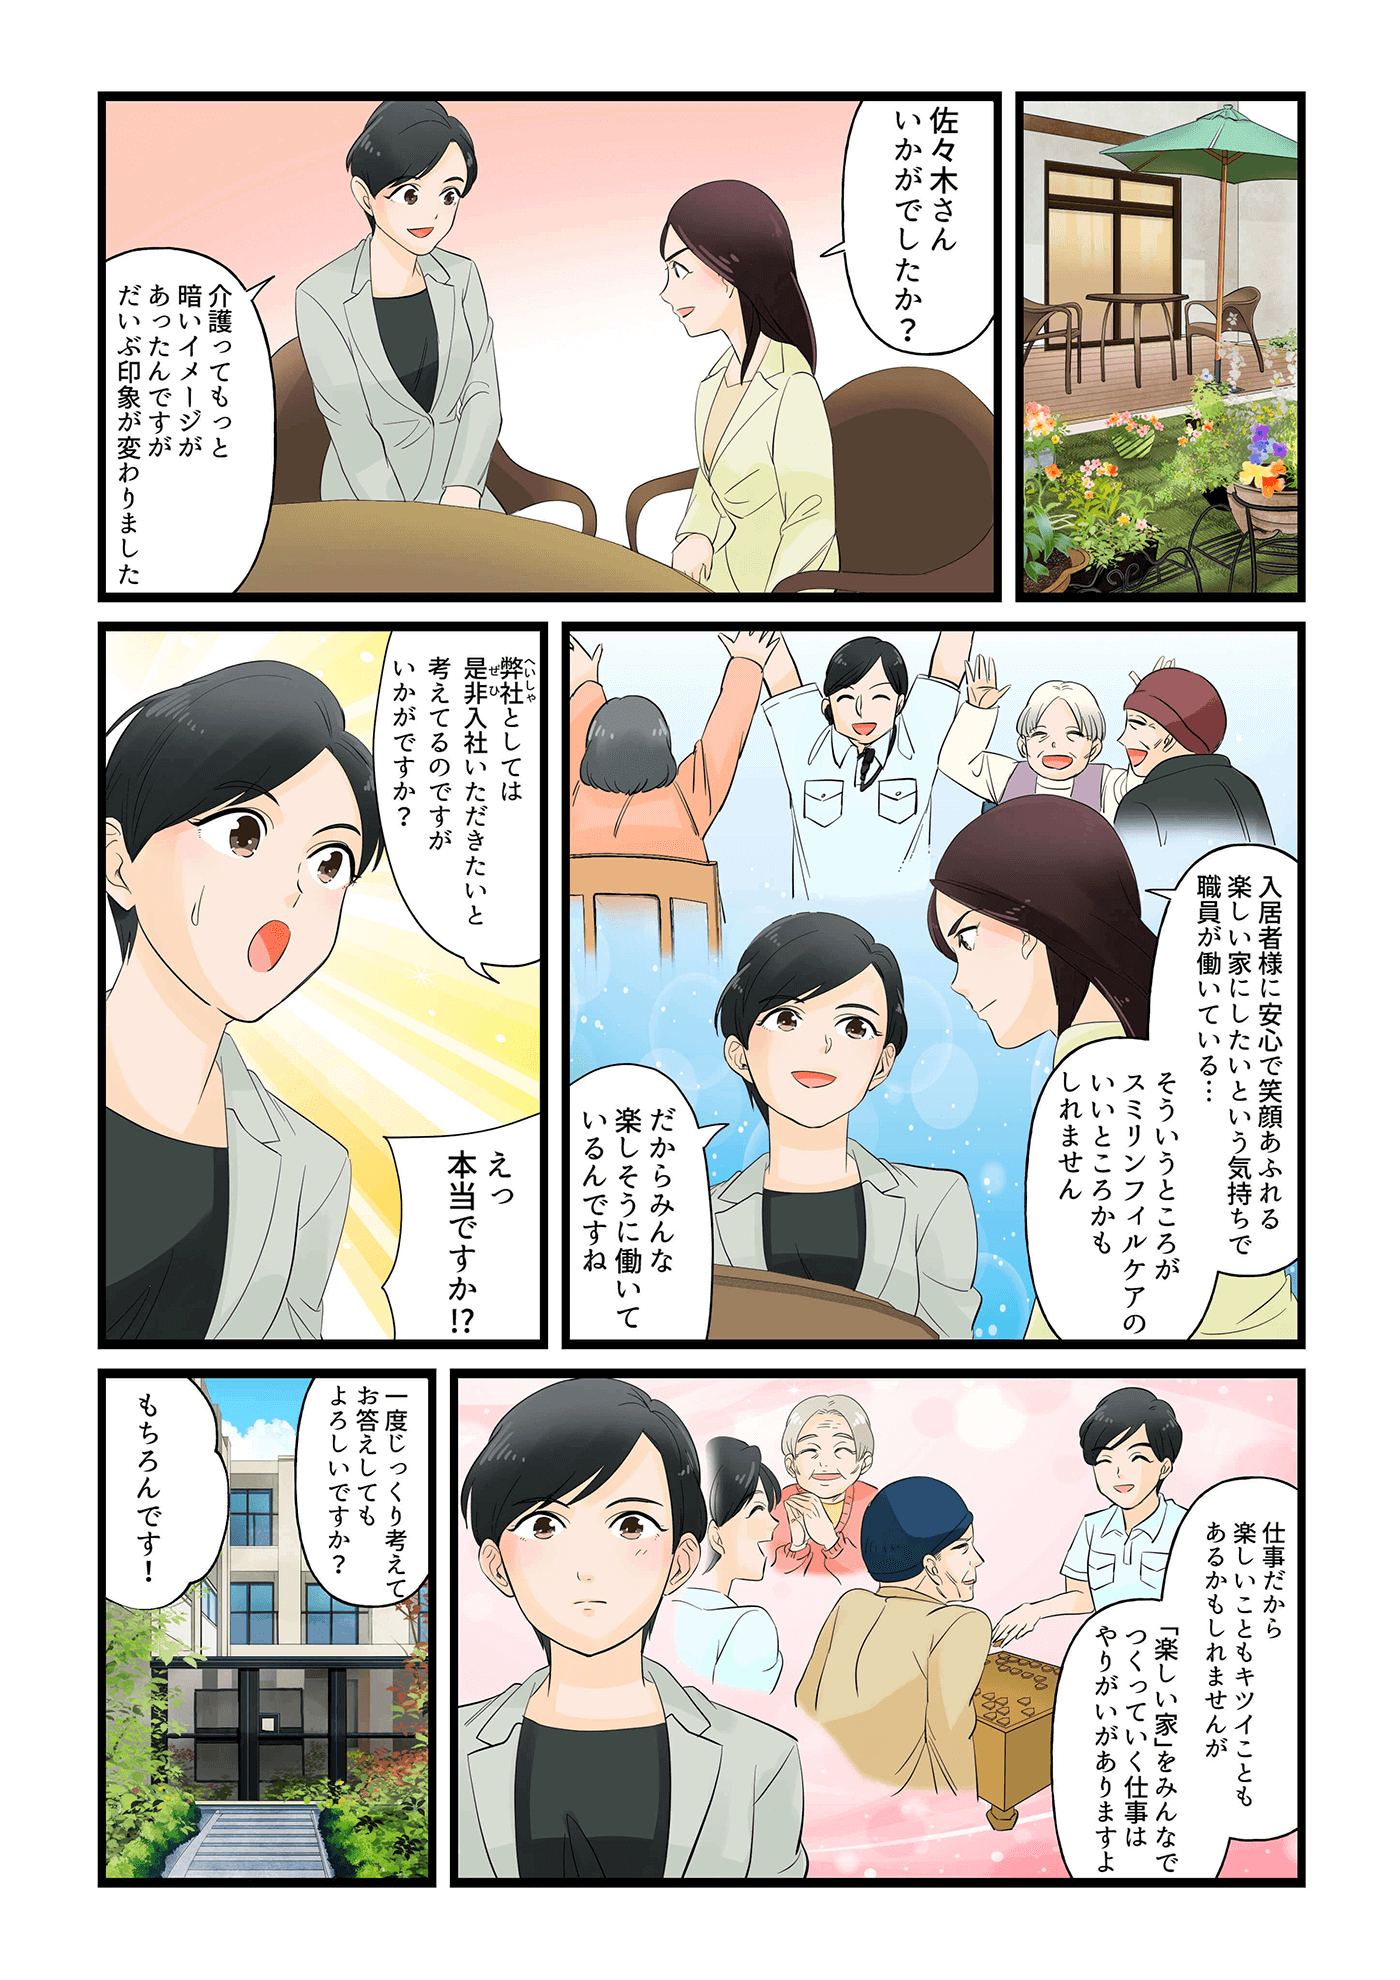 佐々木さん
いかがでしたか？
介護ってもっと
暗いイメージが
あったんですが
だいぶ印象が変わりました
入居者様に安心で笑顔あふれる
楽しい家にしたいという気持ちで
職員が働いている…
そういうところが
スミリンフィルケアの
いいところかも
しれません
だからみんな
楽しそうに働いて
いるんですね
弊社としては
へいしゃ
是非入社いただきたいと
ぜひ
考えてるのですが
いかがですか？
えっ
本当ですか!?
仕事だから
楽しいこともキツイことも
あるかもしれませんが
「楽しい家」をみんなで
つくっていく仕事は
やりがいがありますよ
一度じっくり考えて
お答えしても
よろしいですか？
もちろんです！